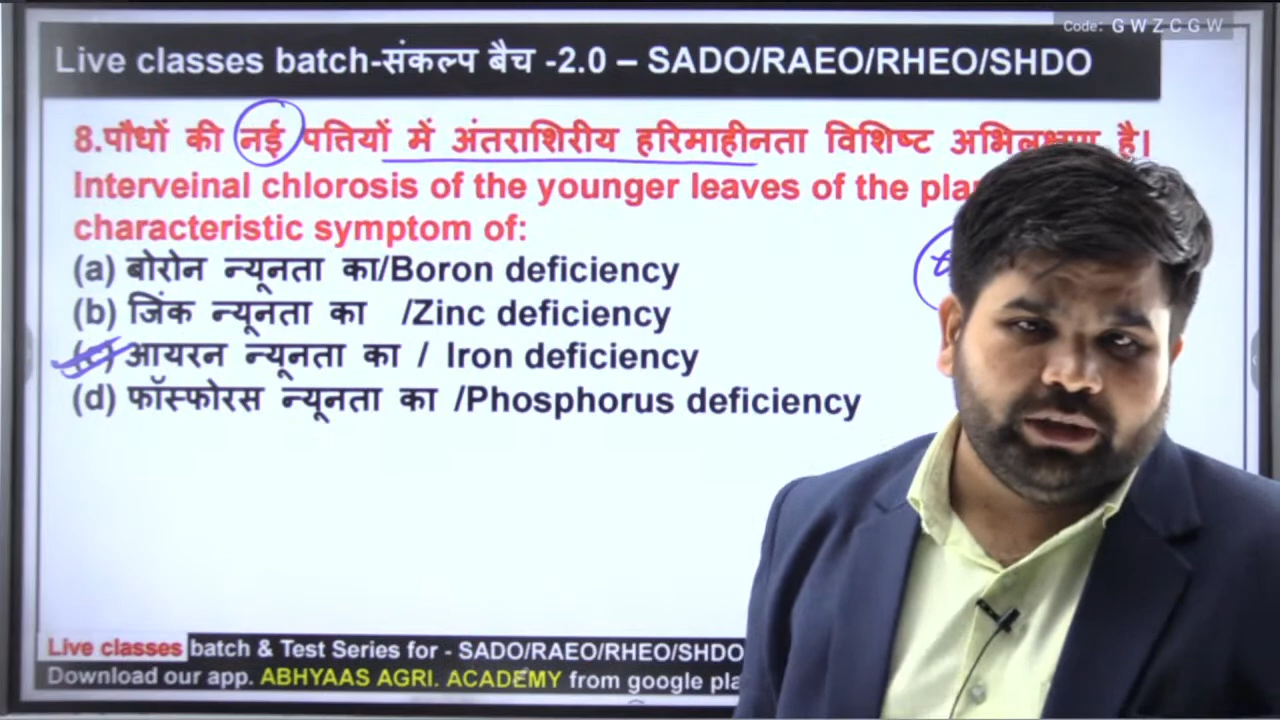 Code: G W Z C G W
Live classes batch-संकल्प बैच -2.0 – SADO/RAEO/RHEO/SHDO
8.पौधों की नई पत्तियों में अंतराशिरीय हरिमाहीनता विशिष्ट अभिलक्षण है।
Interveinal chlorosis of the younger leaves of the
characteristic symptom of:
(a) बोरोन न्यूनता का/Boron deficiency
(b) जिंक न्यूनता का /Zinc deficiency
(c) आयरन न्यूनता का / Iron deficiency
(d) फॉस्फोरस न्यूनता का /Phosphorus deficiency
Live classes batch & Test Series for - SADO/RAEO/RHEO/SHDO
Download our app. ABHYAAS AGRI. ACADEMY from google